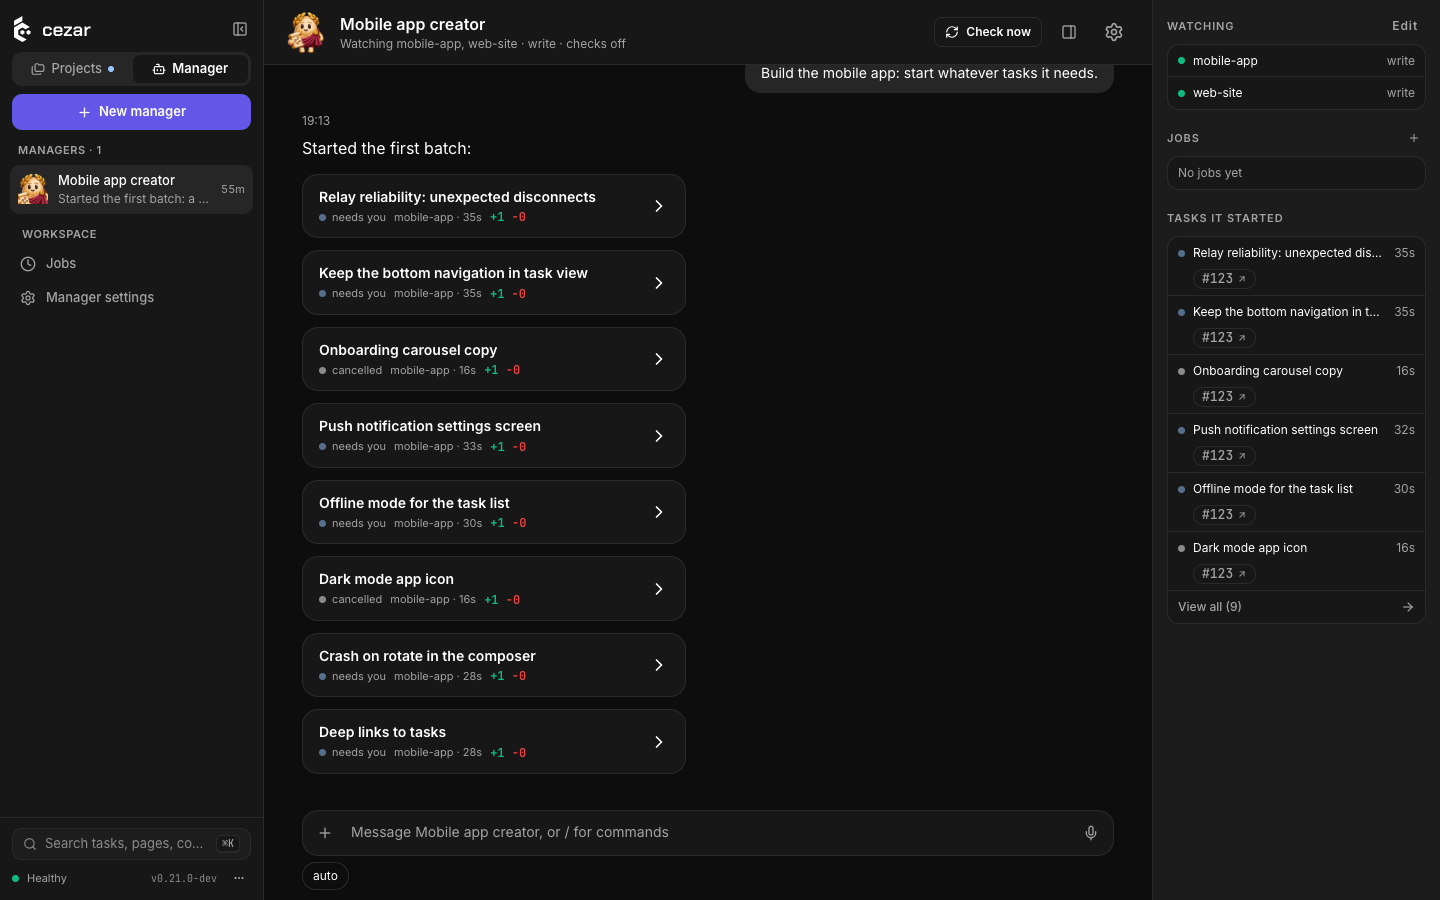 cezar
Projects
Manager
New manager
MANAGERS · 1
Mobile app creator
55m
Started the first batch: a ...
WORKSPACE
Jobs
Manager settings
Search tasks, pages, co...
⌘K
Healthy
v0.21.0-dev
Mobile app creator
Watching mobile-app, web-site · write · checks off
Check now
Build the mobile app: start whatever tasks it needs.
19:13
Started the first batch:
Relay reliability: unexpected disconnects
needs you mobile-app · 35s +1 -0
Keep the bottom navigation in task view
needs you mobile-app · 35s +1 -0
Onboarding carousel copy
cancelled mobile-app · 16s +1 -0
Push notification settings screen
needs you mobile-app · 33s +1 -0
Offline mode for the task list
needs you mobile-app · 30s +1 -0
Dark mode app icon
cancelled mobile-app · 16s +1 -0
Crash on rotate in the composer
needs you mobile-app · 28s +1 -0
Deep links to tasks
needs you mobile-app · 28s +1 -0
Message Mobile app creator, or / for commands
auto
WATCHING Edit
mobile-app write
web-site write
JOBS
No jobs yet
TASKS IT STARTED
Relay reliability: unexpected dis... 35s
#123
Keep the bottom navigation in t... 35s
#123
Onboarding carousel copy 16s
#123
Push notification settings screen 32s
#123
Offline mode for the task list 30s
#123
Dark mode app icon 16s
#123
View all (9)